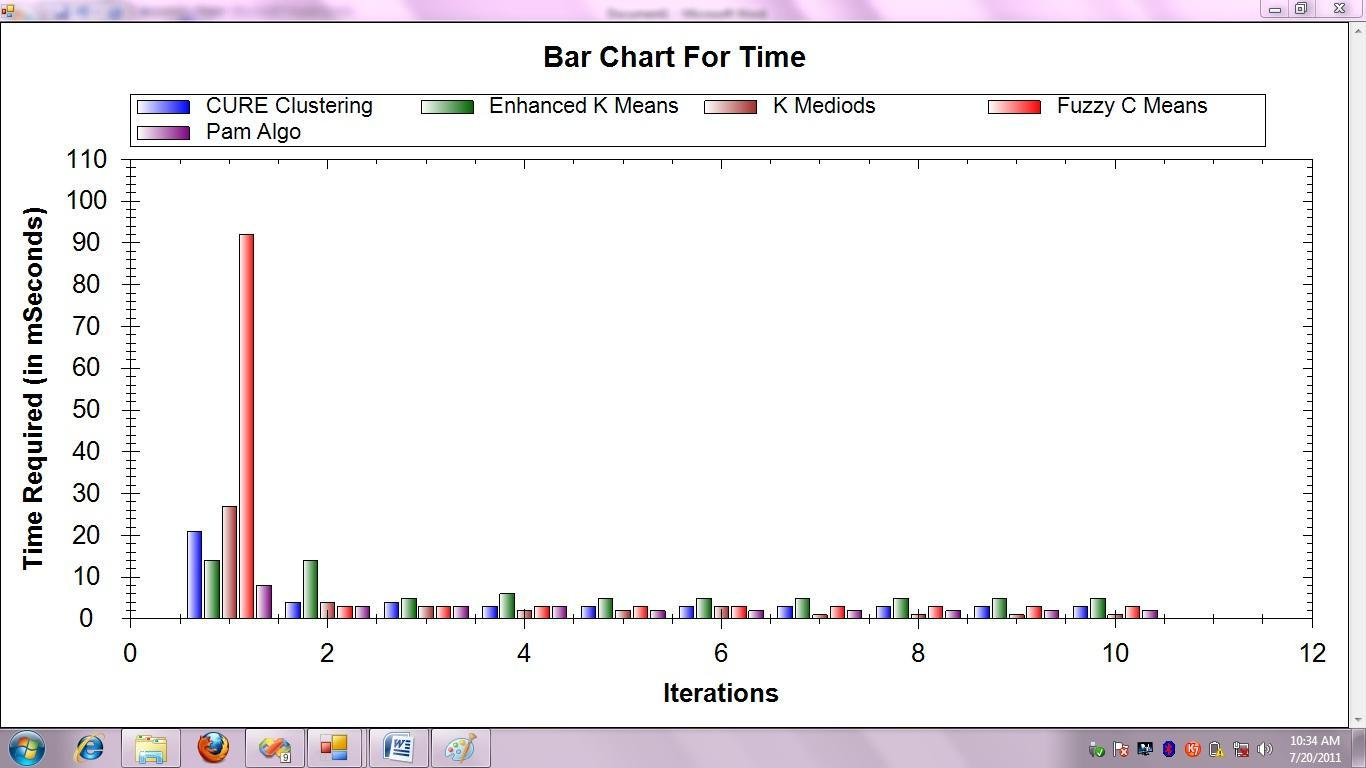 Bar Chart For Time
CURE Clustering Enhanced K Means K Mediods Fuzzy C Means
Pam Algo
110
100
90
80
70
60
50
40
30
20
10
0
Time Required (in mSeconds)
0 2 4 6 8 10 12
Iterations
9
K7
10:34 AM
7/20/2011